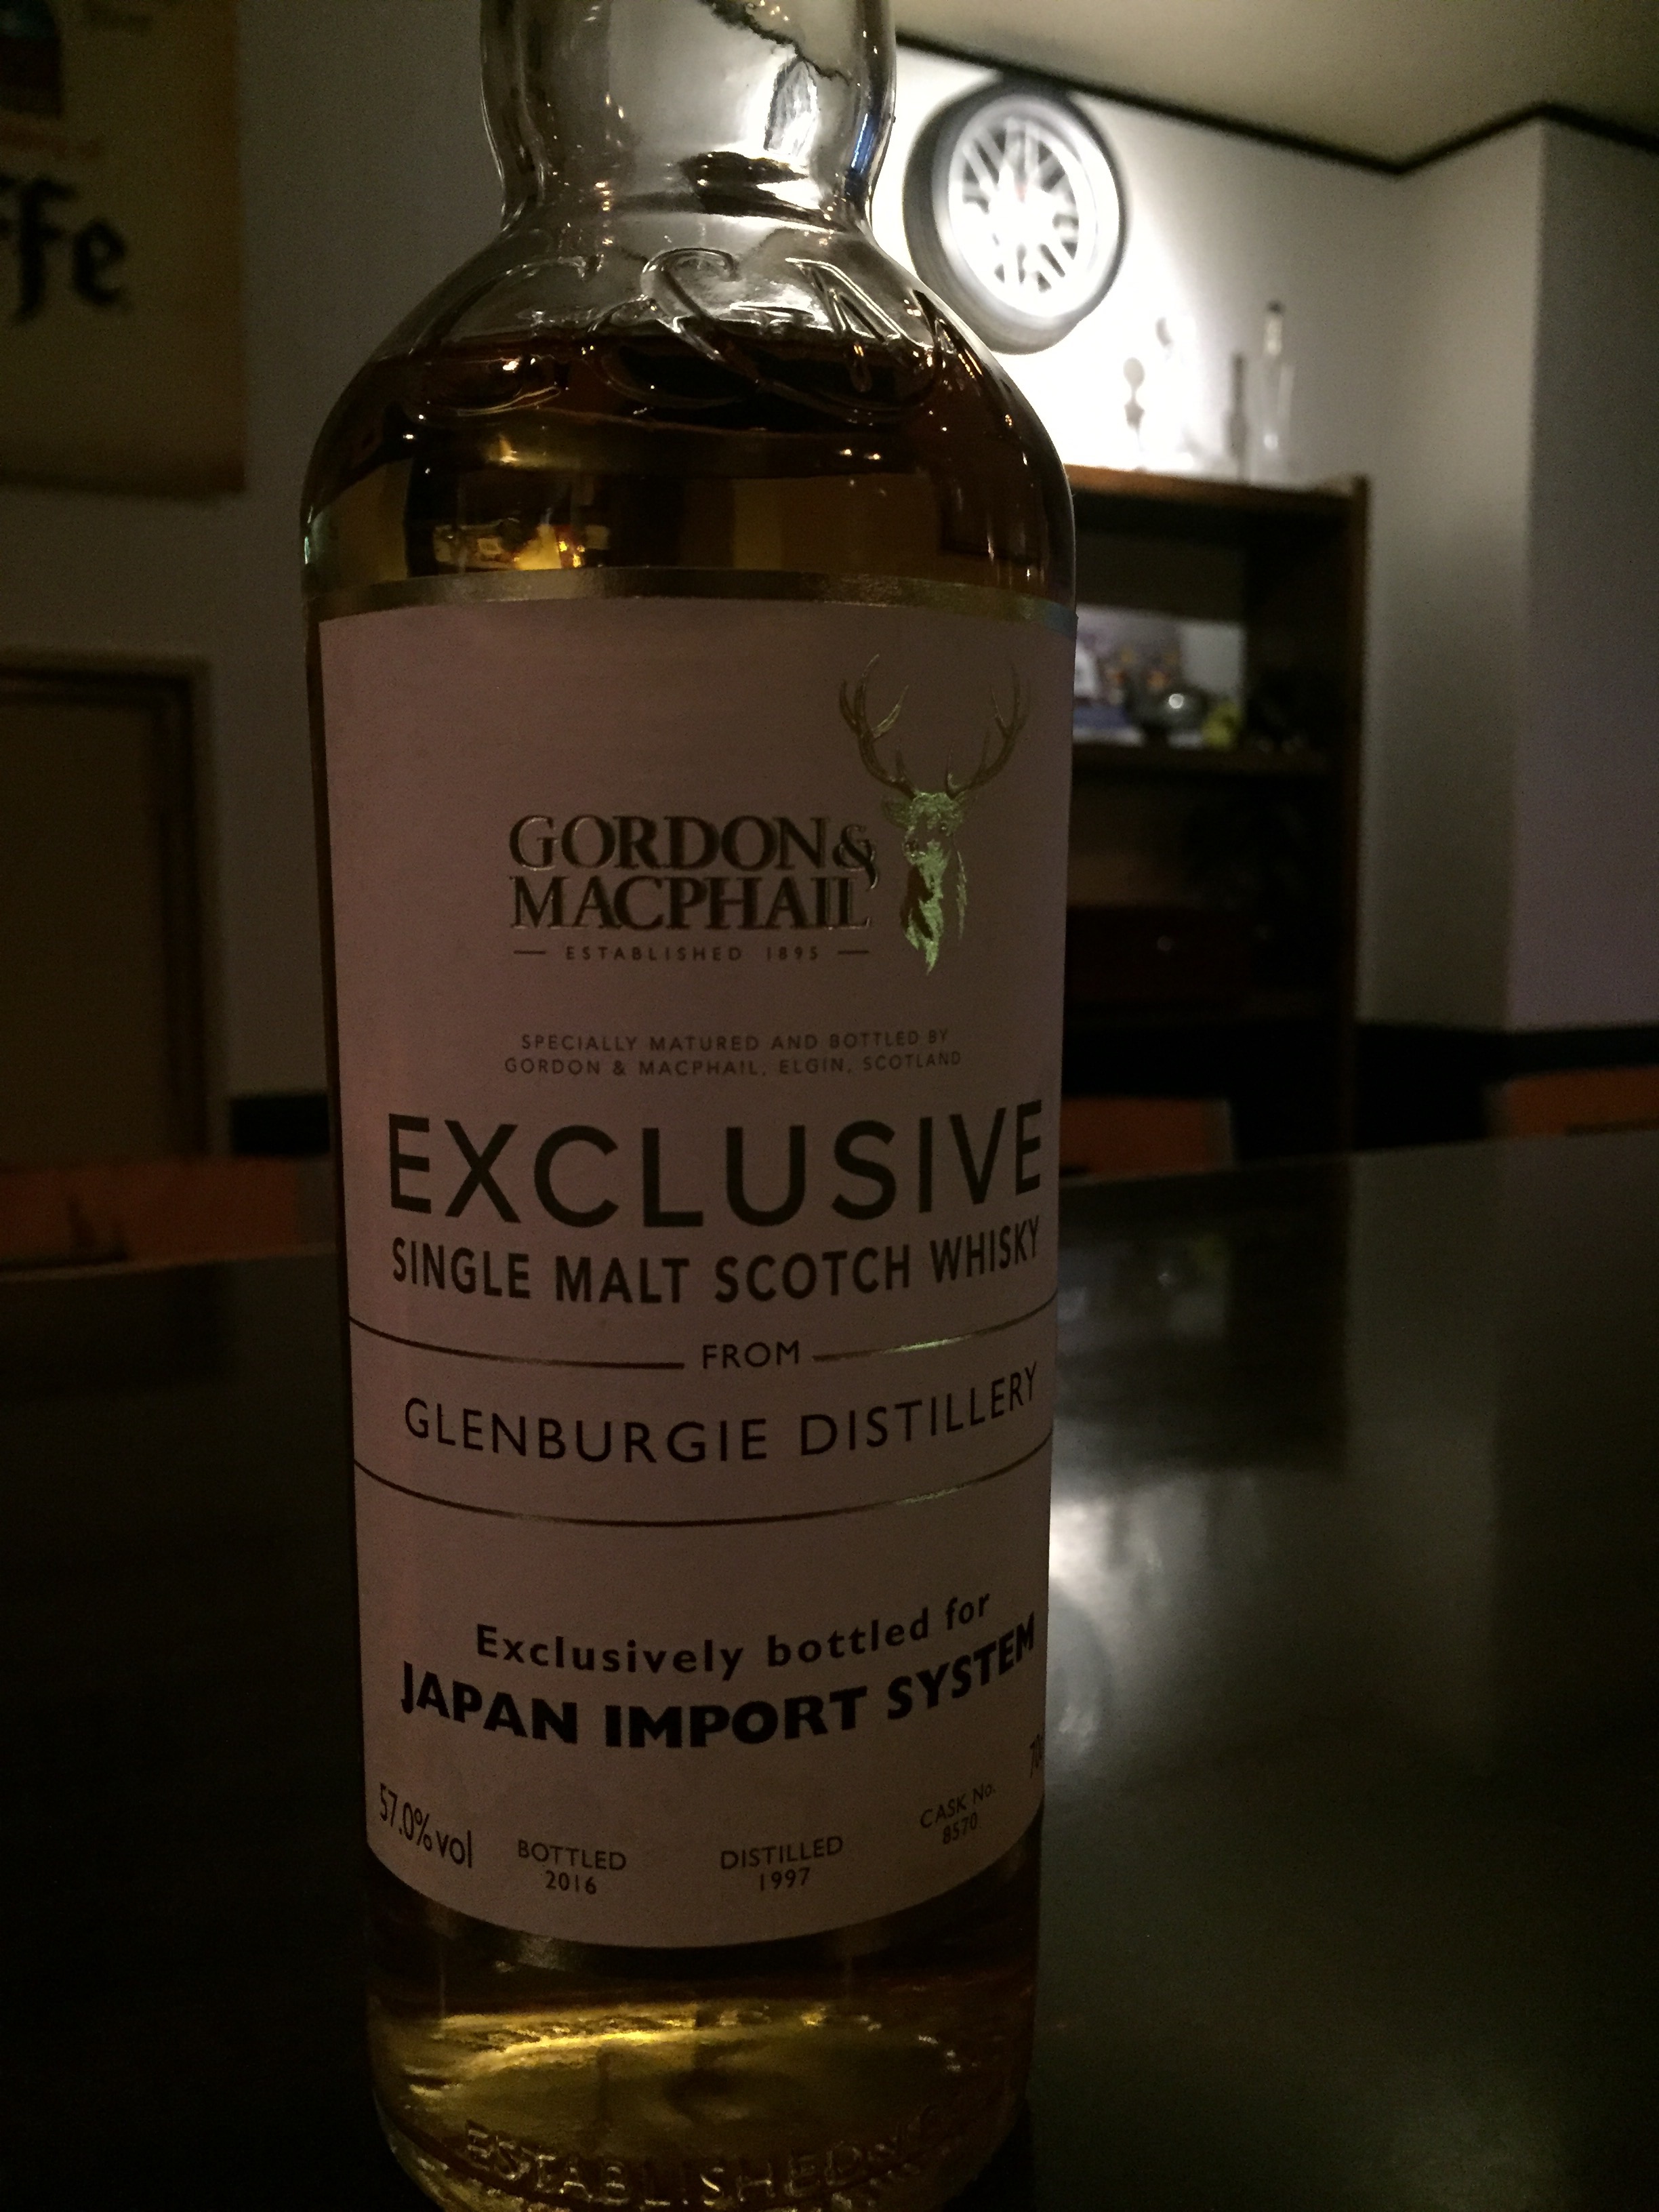 G&M
GORDON &
MACPHAIL
ESTABLISHED 1895
SPECIALLY MATURED AND BOTTLED BY
GORDON & MACPHAIL, ELGIN, SCOTLAND
EXCLUSIVE
SINGLE MALT SCOTCH WHISKY
FROM
GLENBURGIE DISTILLERY
Exclusively bottled for
JAPAN IMPORT SYSTEM
57.0% vol
BOTTLED
2016
DISTILLED
1997
CASK No.
8570
ESTABLISHED